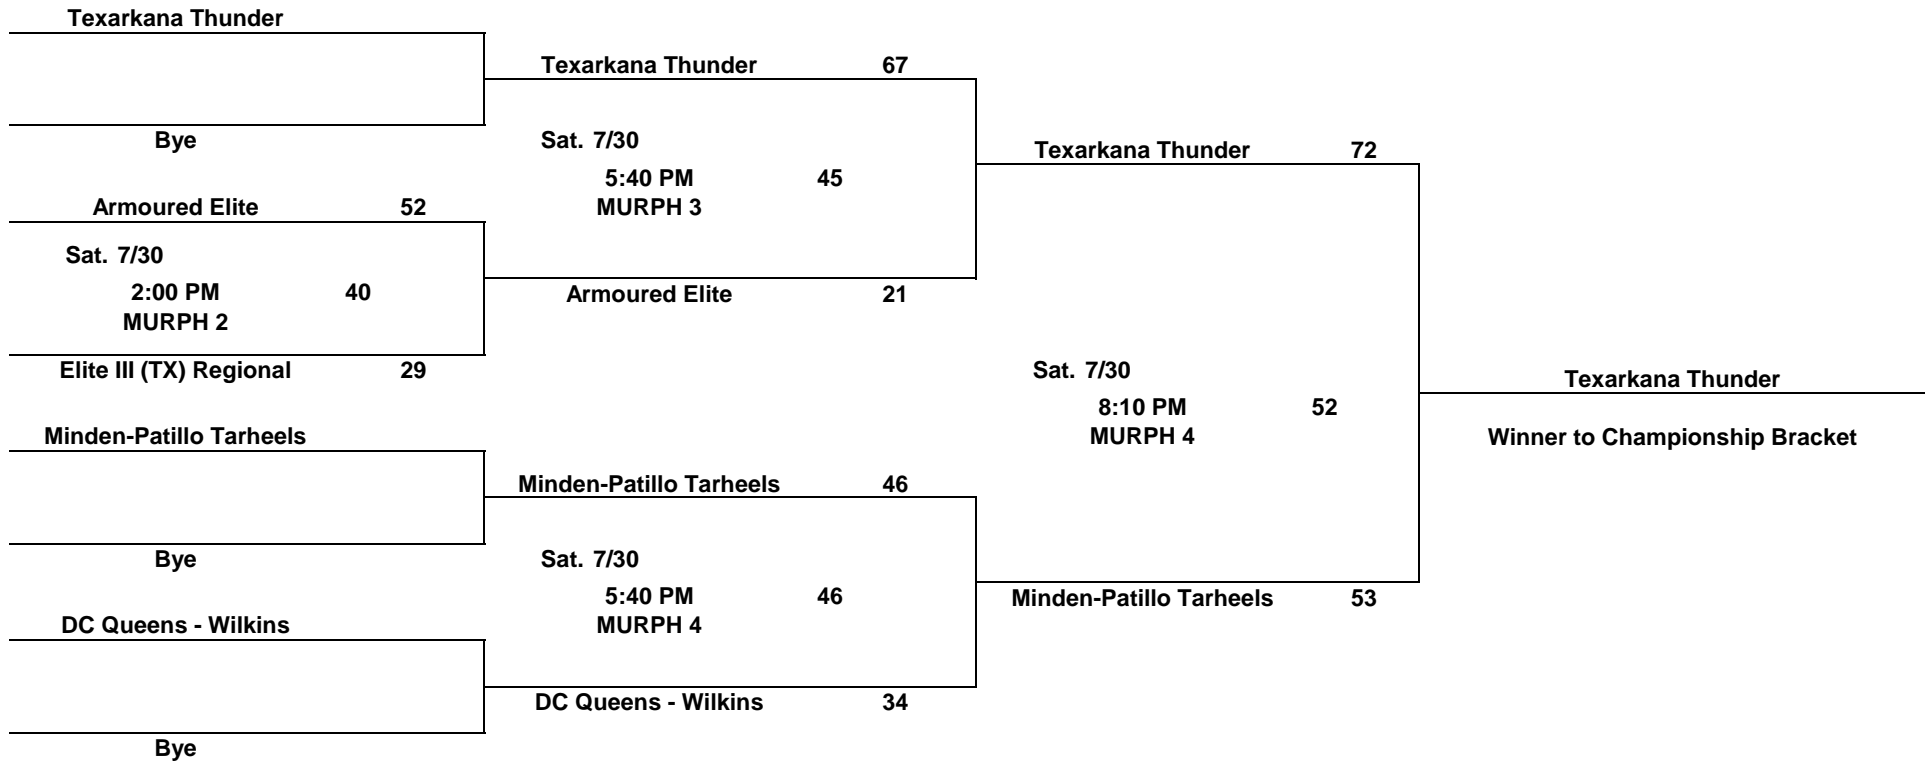 Texarkana Thunder
Texarkana Thunder 67
Bye
Sat. 7/30
5:40 PM 45
MURPH 3
Texarkana Thunder 72
Armoured Elite 52
Sat. 7/30
2:00 PM 40
MURPH 2
Armoured Elite 21
Elite III (TX) Regional 29
Sat. 7/30
8:10 PM 52
MURPH 4
Texarkana Thunder
Winner to Championship Bracket
Minden-Patillo Tarheels
Minden-Patillo Tarheels 46
Bye
Sat. 7/30
5:40 PM 46
MURPH 4
Minden-Patillo Tarheels 53
DC Queens - Wilkins
DC Queens - Wilkins 34
Bye